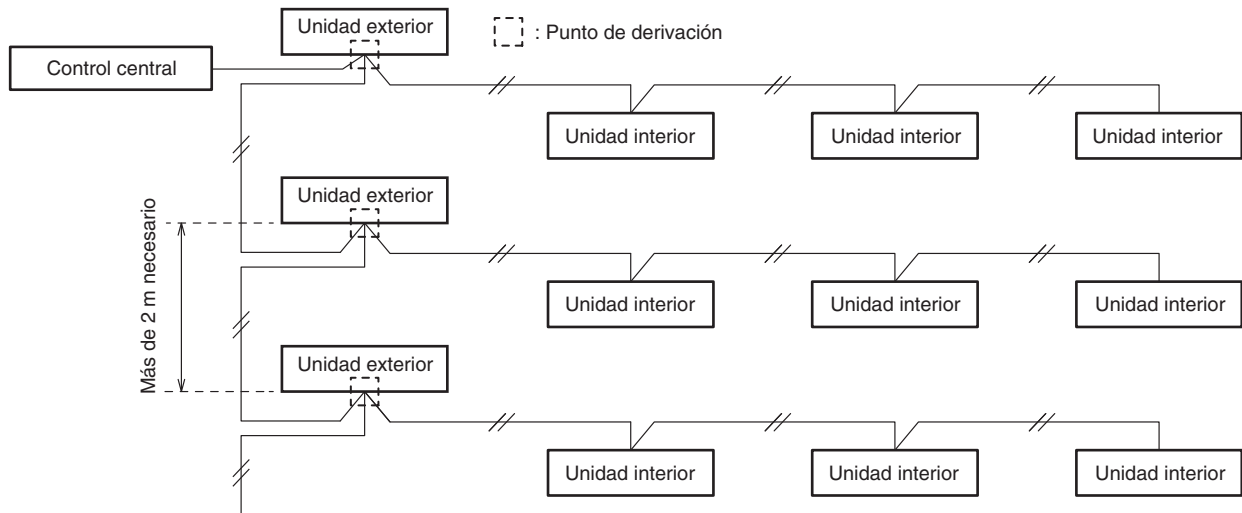 Unidad exterior
: Punto de derivación
Control central
Unidad interior
Unidad interior
Unidad interior
Unidad exterior
Más de 2 m necesario
Unidad interior
Unidad interior
Unidad interior
Unidad exterior
Unidad interior
Unidad interior
Unidad interior